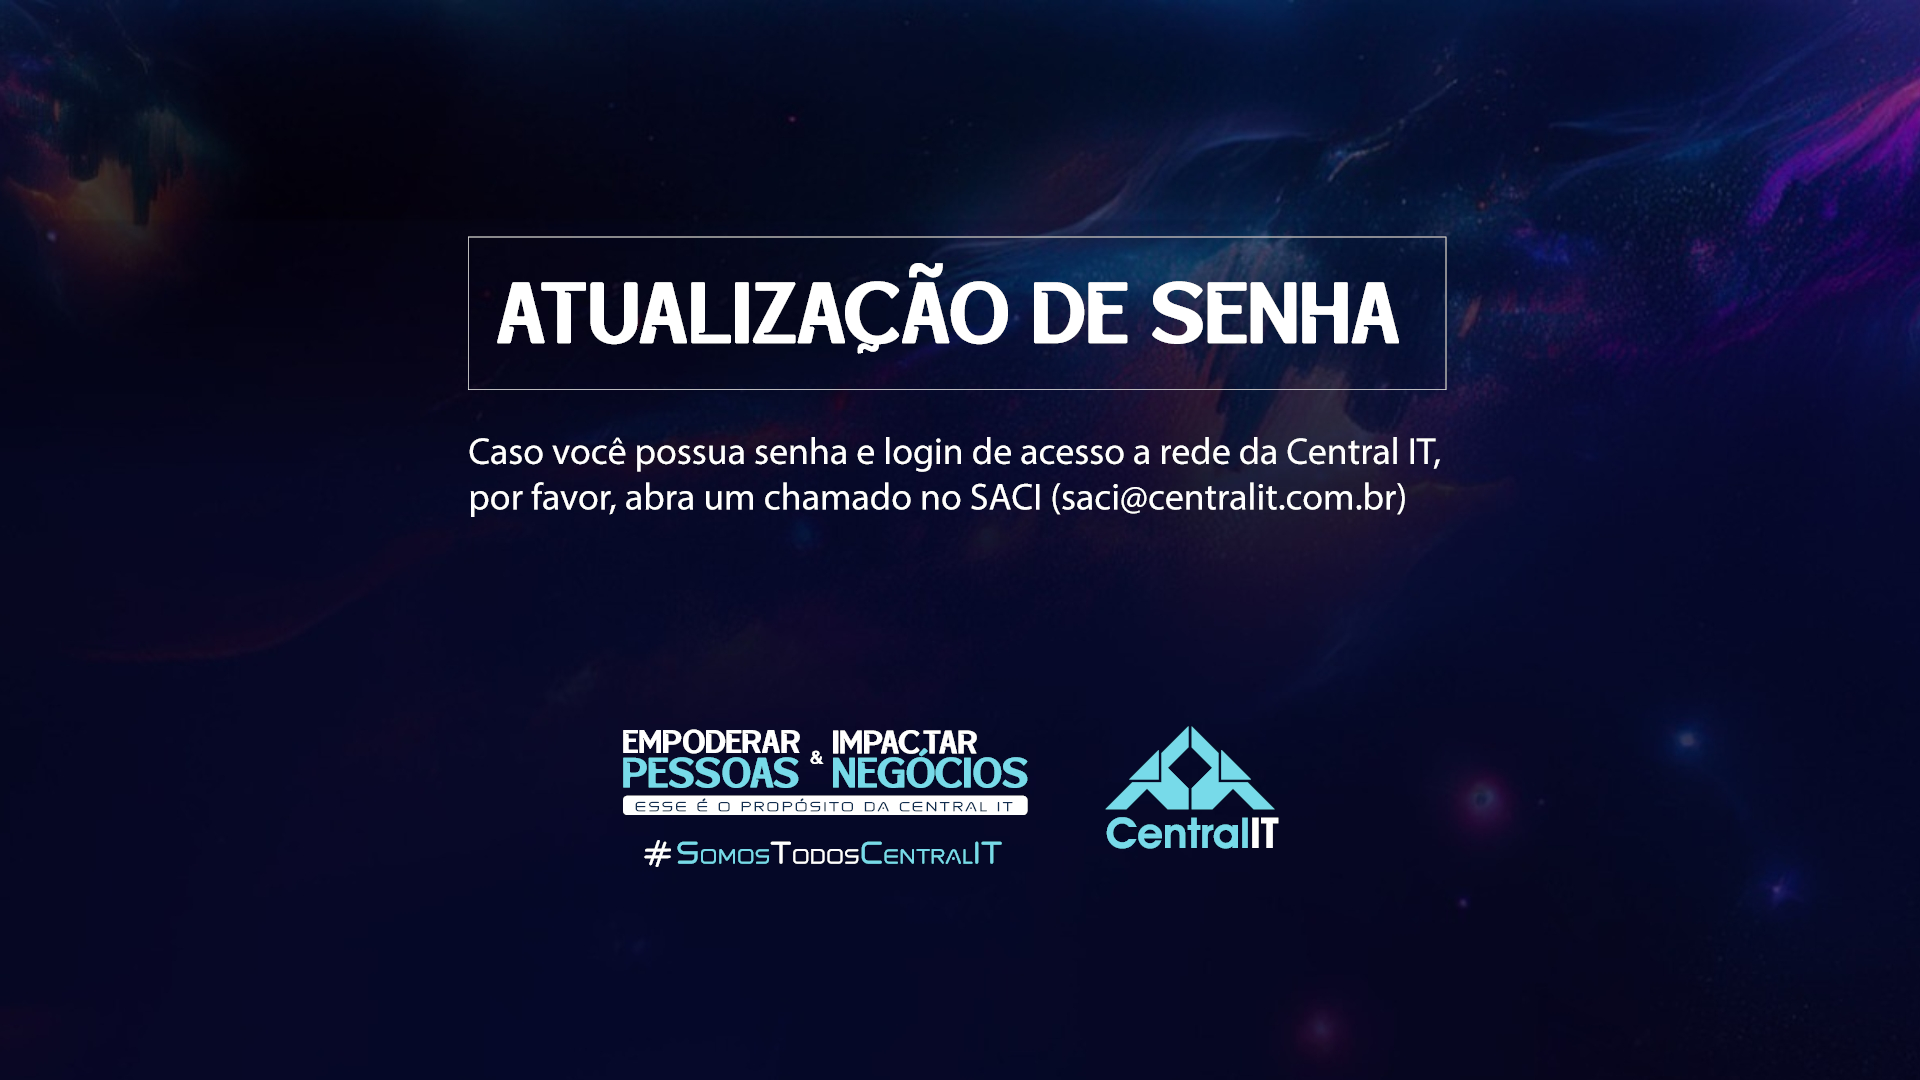 ATUALIZAÇÃO DE SENHA
Caso você possua senha e login de acesso a rede da Central IT,
por favor, abra um chamado no SACI (saci@centralit.com.br)
EMPODERAR PESSOAS & IMPACTAR NEGÓCIOS
ESSE É O PROPÓSITO DA CENTRAL IT
#SOMOSTODOSCENTRALIT
CentralIT